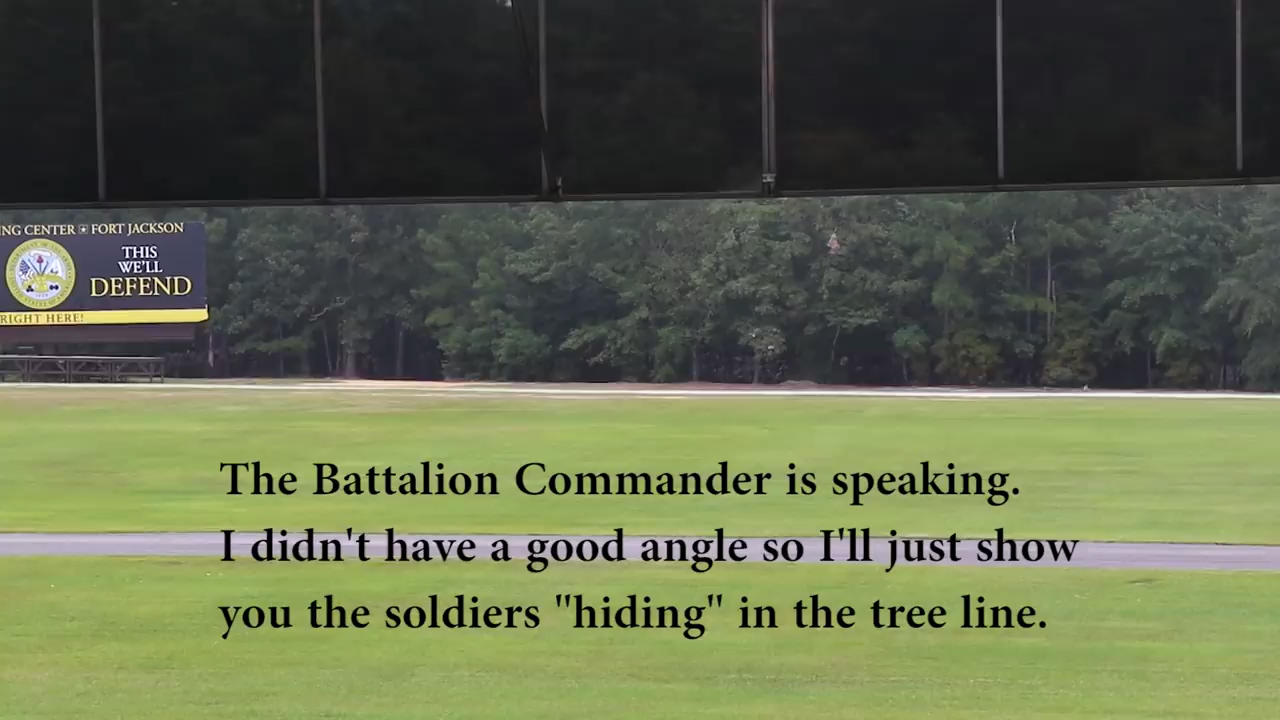 ING CENTER ★ FORT JACKSON
THIS
WE'LL
DEFEND
RIGHT HERE!
The Battalion Commander is speaking.
I didn't have a good angle so I'll just show
you the soldiers "hiding" in the tree line.